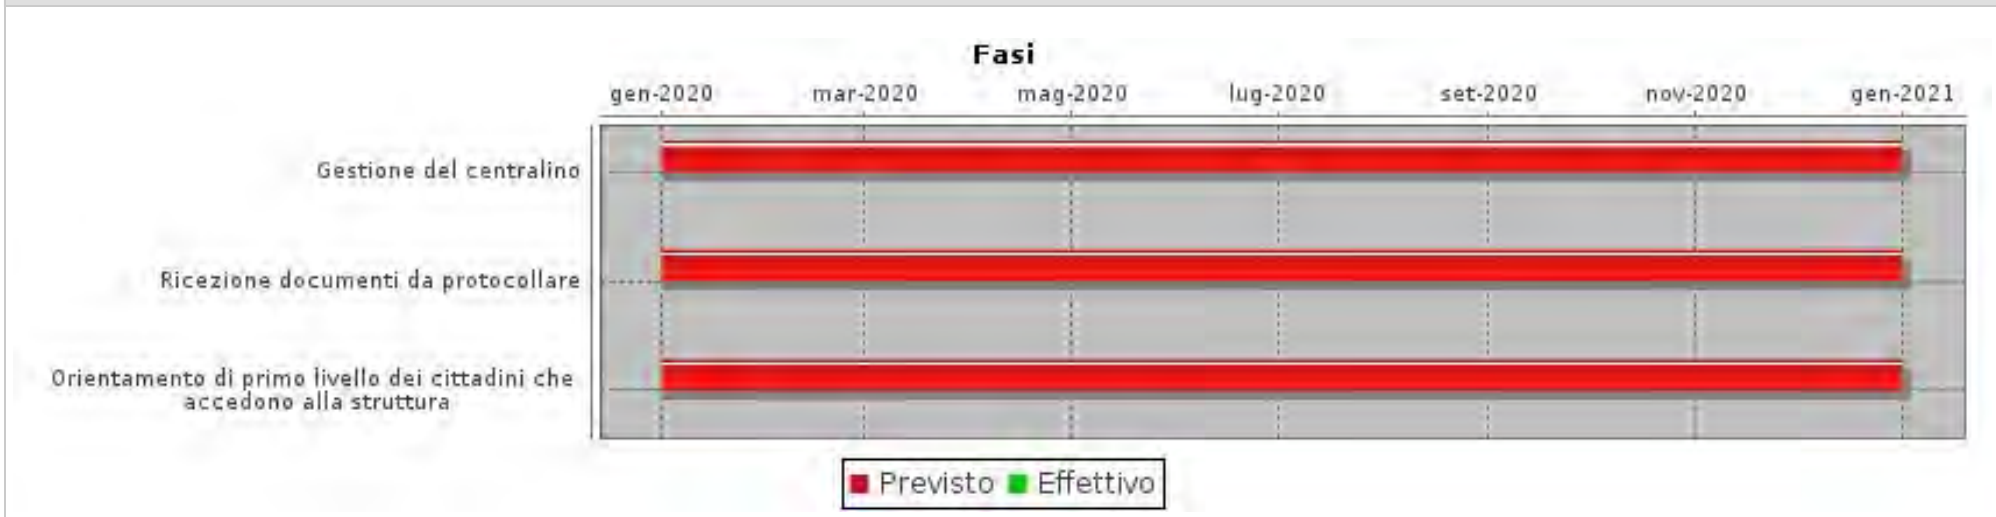 Fasi
gen-2020 mar-2020 mag-2020 lug-2020 set-2020 nov-2020 gen-2021
Gestione del centralino
Ricezione documenti da protocollare
Orientamento di primo livello dei cittadini che
accedono alla struttura
Previsto Effettivo